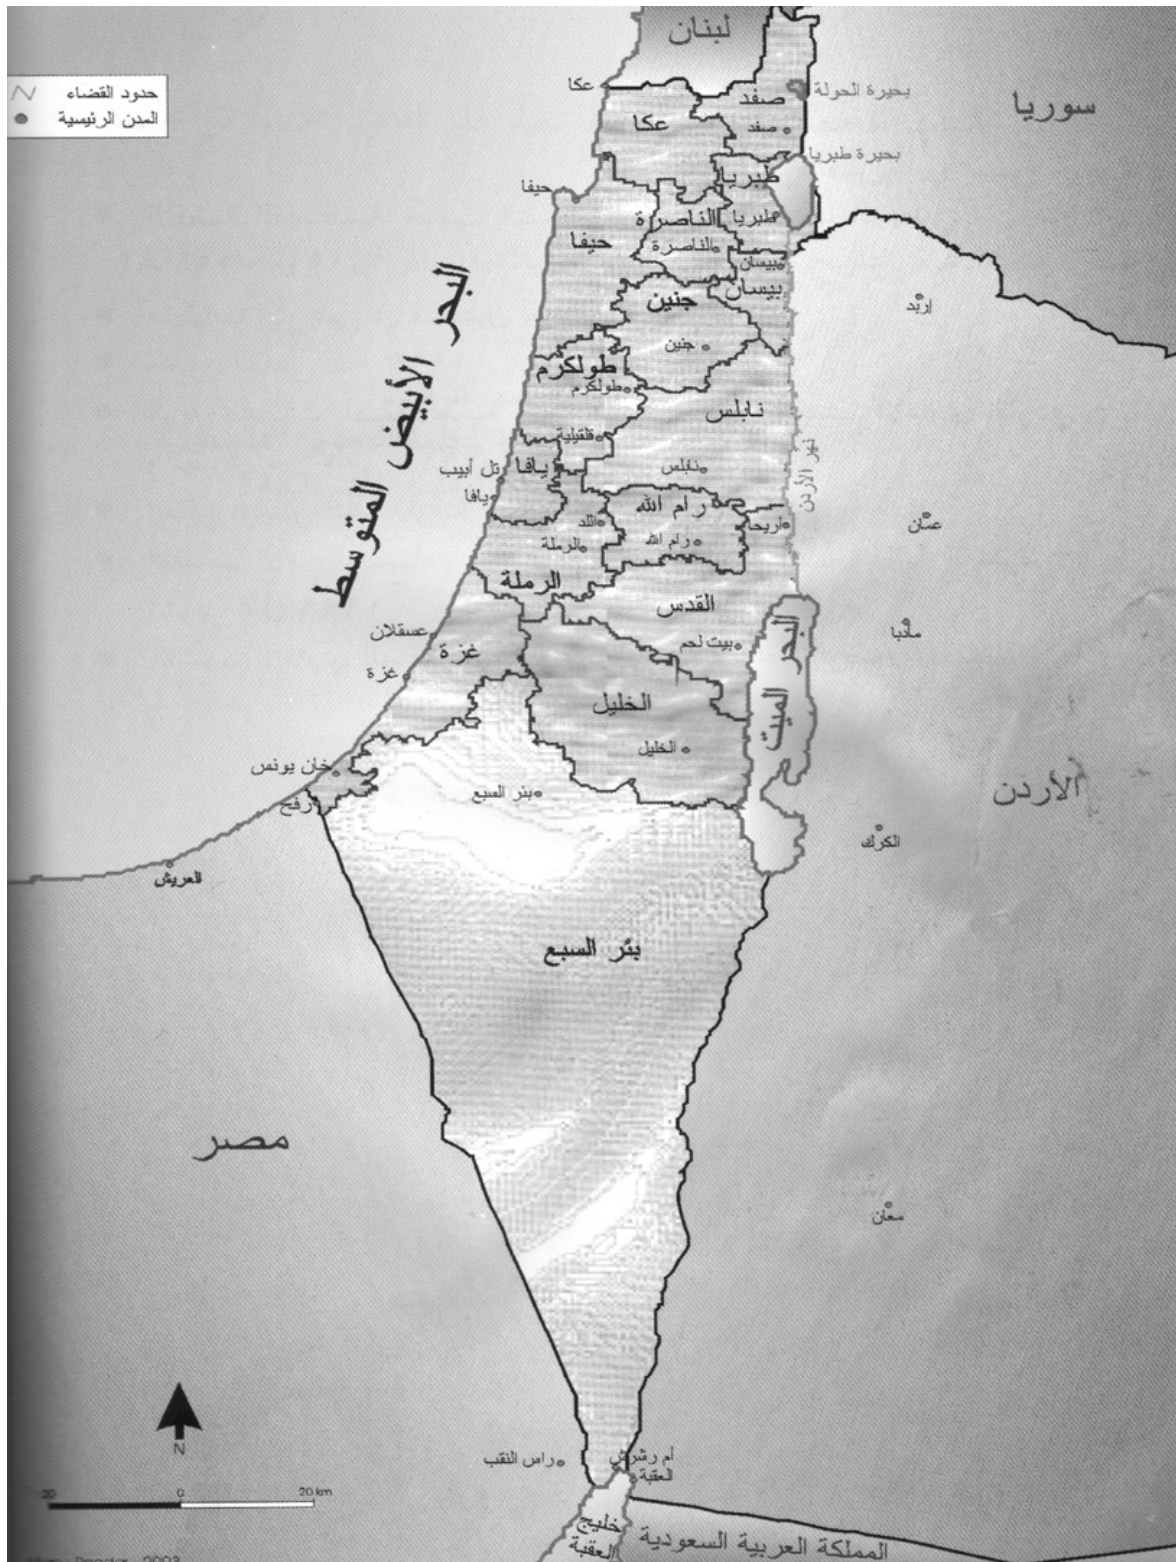 لبنان
حدود القضاء
المدن الرئيسية
عكا
صفد
بحيرة الحولة
سوريا
عكا
صفد
بحيرة طبريا
طبريا
حيفا
الناصرة
طبريا
حيفا
الناصرة
بيسان
بيسان
جنين
إربد
البحر الأبيض المتوسط
جنين
طولكرم
طولكرم
نابلس
قلقيلية
نهر الأردن
يافا
تل أبيب
نابلس
يافا
رام الله
اللد
أريحا
عمان
الرملة
رام الله
الرملة
القدس
عسقلان
مادبا
بيت لحم
البحر الميت
غزة
غزة
الخليل
الخليل
خان يونس
بئر السبع
الأردن
رفح
الكرك
العريش
بئر السبع
مصر
معان
N
أم رشرش
راس النقب
العقبة
20 0 20 km
خليج
العقبة
المملكة العربية السعودية